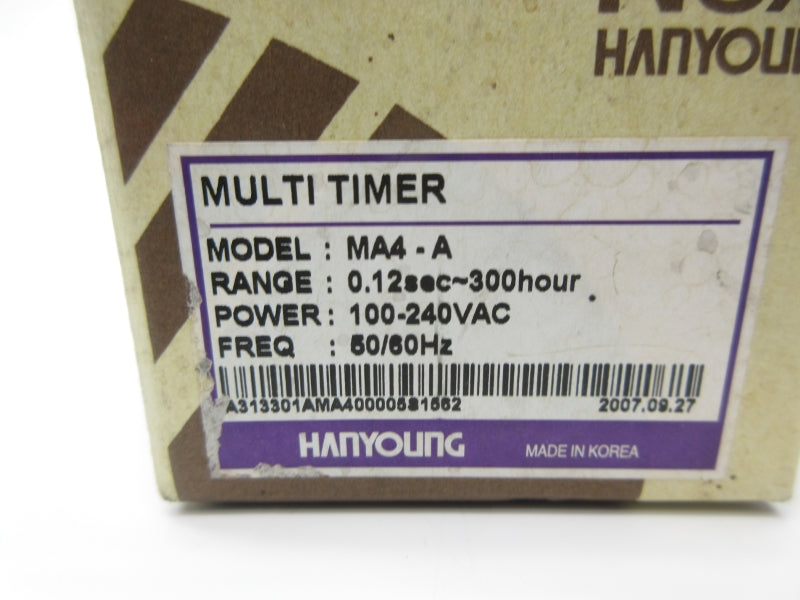 HANYOU
MULTI TIMER
MODEL : MA4 - A
RANGE : 0.12sec~300hour
POWER : 100-240VAC
FREQ : 50/60Hz
A313301AMA40000581562
2007.09.27
HANYOUNG
MADE IN KOREA